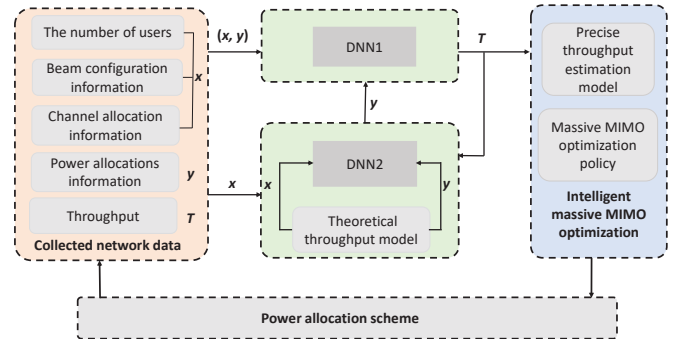 The number of users
Beam configuration
information
Channel allocation
information
Power allocations
information
Throughput
x
y
T
Collected network data
(x, y)
x
DNN1
y
DNN2
x
y
Theoretical
throughput model
T
Precise
throughput
estimation
model
Massive MIMO
optimization
policy
Intelligent
massive MIMO
optimization
Power allocation scheme